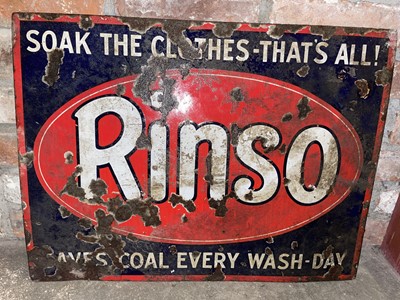 SOAK THE CLOTHES-THAT'S ALL!
Rinso
SAVES COAL EVERY WASH-DAY